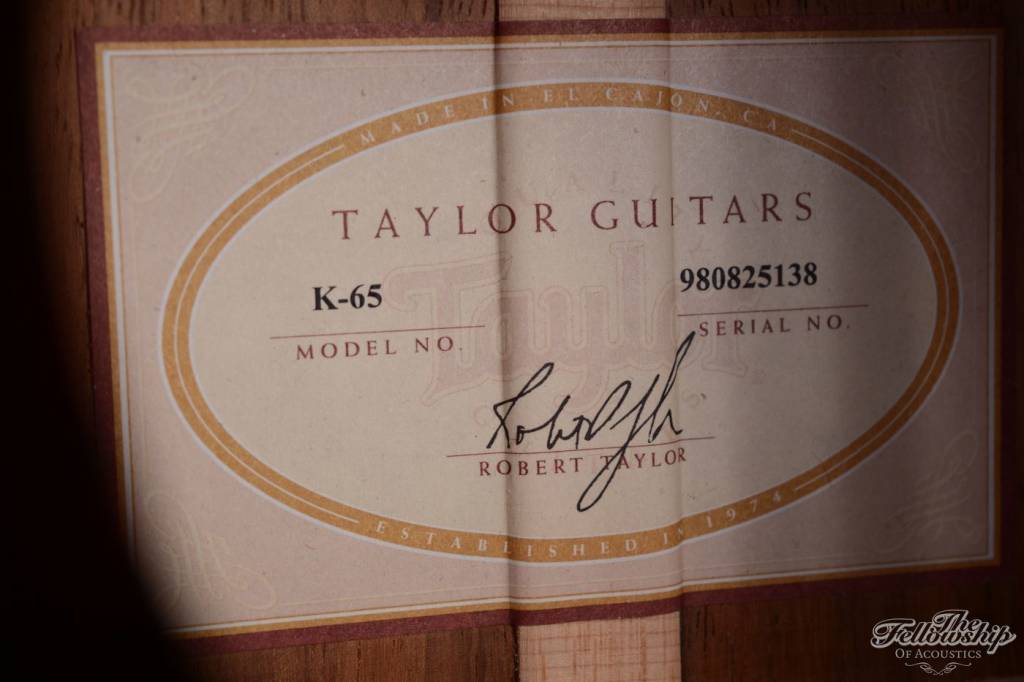 MADE IN EL CAJON, CA
TAYLOR GUITARS
K-65
980825138
MODEL NO.
SERIAL NO.
Taylor
ROBERT TAYLOR
ESTABLISHED IN 1974
The
Fellowship
OF ACOUSTICS